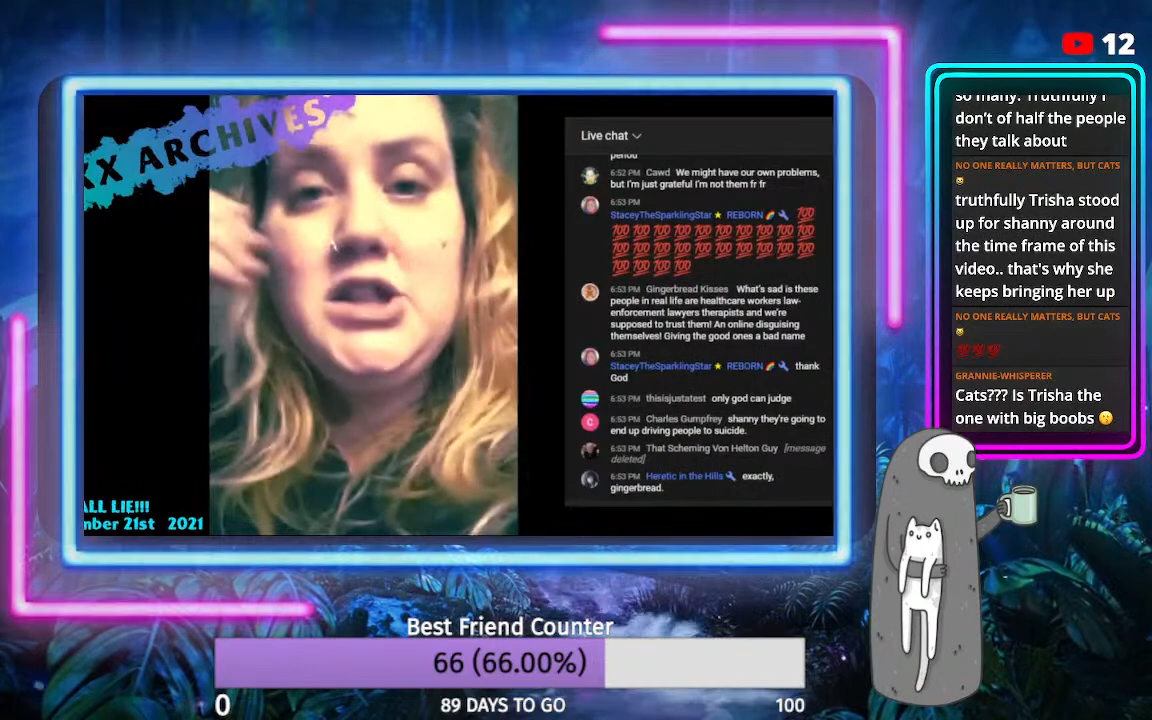 XX ARCHIVES
ALL LIE!!!
mber 21st 2021
Live chat
period
6:52 PM Cawd We might have our own problems,
but I'm just grateful I'm not them fr fr
6:53 PM
StaceyTheSparklingStar ⭐ REBORN 🌈 🔧 💯
💯💯💯💯💯💯💯💯💯💯
💯💯💯💯💯💯💯💯💯💯
💯💯💯💯
6:53 PM Gingerbread Kisses What's sad is these
people in real life are healthcare workers law-
enforcement lawyers therapists and we're
supposed to trust them! An online disguising
themselves! Giving the good ones a bad name
6:53 PM
StaceyTheSparklingStar ⭐ REBORN 🌈 🔧 thank
God
6:53 PM thisisjustatest only god can judge
C
6:53 PM Charles Gumpfrey shanny they're going to
end up driving people to suicide.
6:53 PM That Scheming Von Helton Guy [message
deleted]
6:53 PM Heretic in the Hills 🔧 exactly,
gingerbread.
12
so many. Truthfully I
don't of half the people
they talk about
NO ONE REALLY MATTERS, BUT CATS
😺
truthfully Trisha stood
up for shanny around
the time frame of this
video.. that's why she
keeps bringing her up
NO ONE REALLY MATTERS, BUT CATS
😺
💯💯💯
GRANNIE-WHISPERER
Cats??? Is Trisha the
one with big boobs 🤭
Best Friend Counter
66 (66.00%)
0
89 DAYS TO GO
100